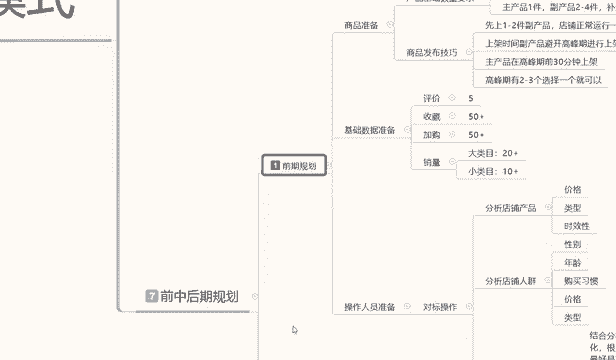 模式
7 前中后期规划
1 前期规划
商品准备
主产品1件，副产品2-4件，补
商品发布技巧
先上1-2件副产品，店铺正常运行一
上架时间副产品避开高峰期进行上
主产品在高峰期前30分钟上架
高峰期有2-3个选择一个就可以
基础数据准备
评价 5
收藏 50+
加购 50+
销量
大类目：20+
小类目：10+
操作人员准备
对标操作
分析店铺产品
价格
类型
时效性
分析店铺人群
性别
年龄
购买习惯
价格
类型
结合分
化，根